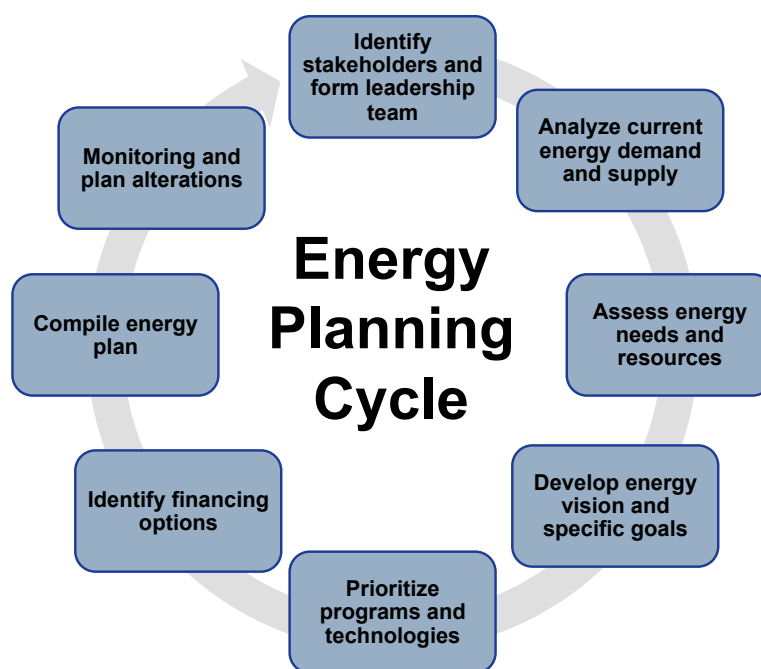 Identify
stakeholders and
form leadership
team
Analyze current
energy demand
and supply
Assess energy
needs and
resources
Develop energy
vision and
specific goals
Prioritize
programs and
technologies
Identify financing
options
Compile energy
plan
Monitoring and
plan alterations
Energy
Planning
Cycle